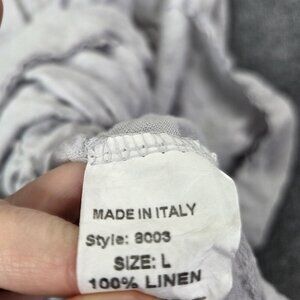 MADE IN ITALY
Style: 8003
SIZE: L
100% LINEN